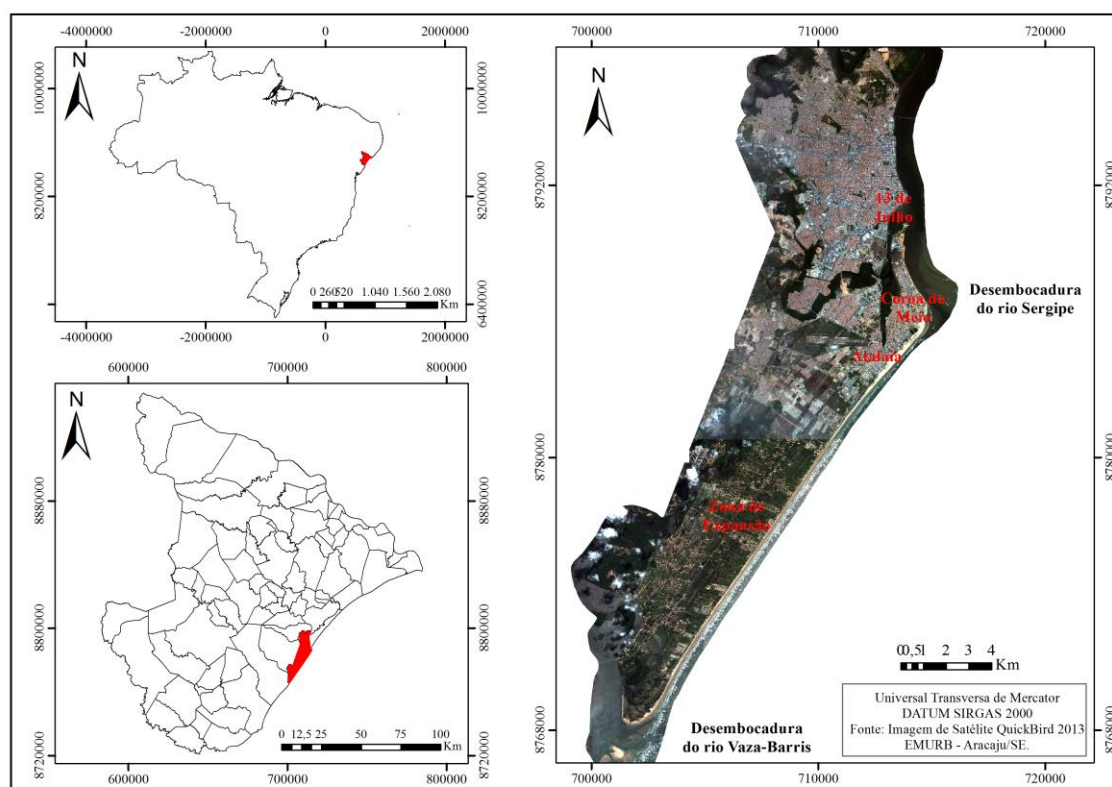 -4000000 -2000000 0 2000000
N
10000000 10000000
8200000 8200000
6400000 6400000
0 260520 1.040 1.560 2.080
Km
-4000000 -2000000 0 2000000
600000 700000 800000
N
8880000 8880000
8800000 8800000
8720000 8720000
0 12,5 25 50 75 100
Km
600000 700000 800000
700000 710000 720000
N
8792000 8792000
13 de
Julho
Coroa do
Meio
Desembocadura
do rio Sergipe
Atalaia
8780000 8780000
Zona de
Expansão
00,51 2 3 4
Km
Universal Transversa de Mercator
DATUM SIRGAS 2000
Fonte: Imagem de Satélite QuickBird 2013
EMURB - Aracaju/SE.
Desembocadura
do rio Vaza-Barris
8768000 8768000
700000 710000 720000